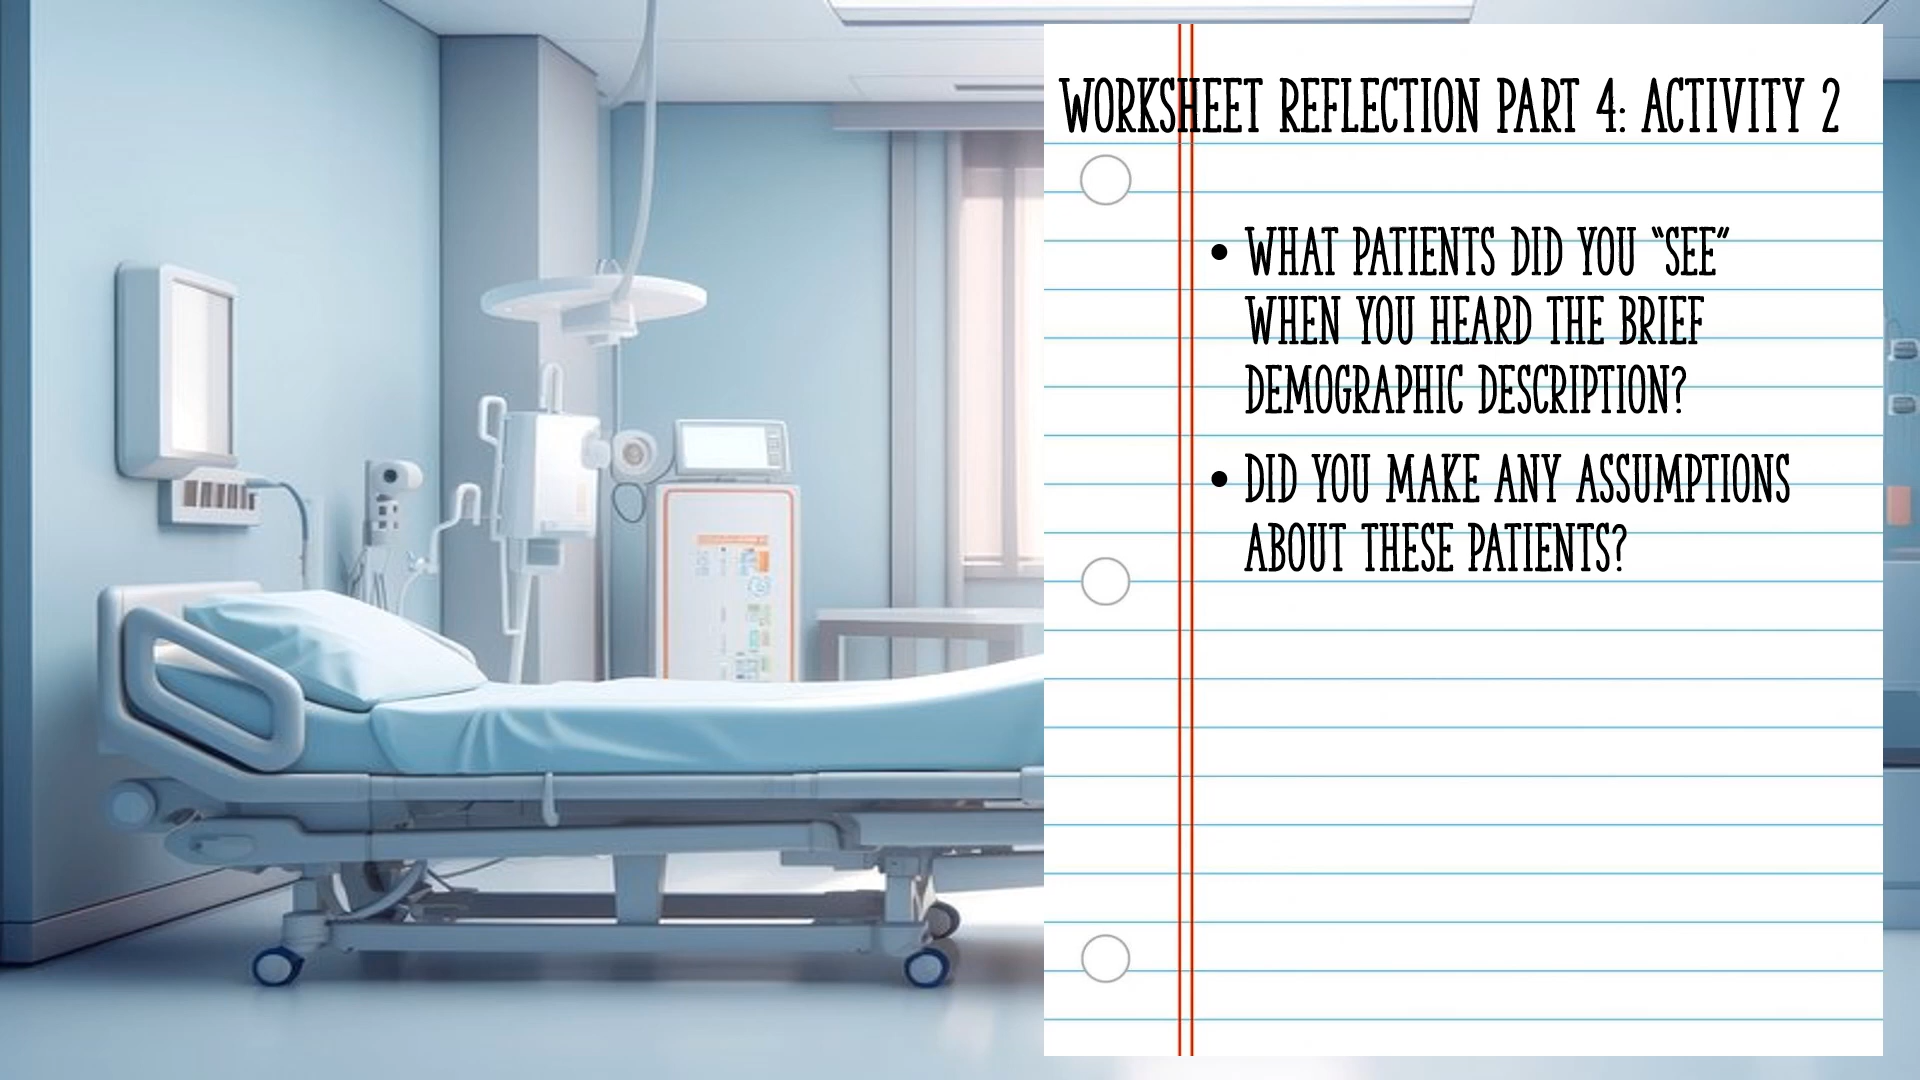 WORKSHEET REFLECTION PART 4: ACTIVITY 2
• WHAT PATIENTS DID YOU “SEE”
WHEN YOU HEARD THE BRIEF
DEMOGRAPHIC DESCRIPTION?
• DID YOU MAKE ANY ASSUMPTIONS
ABOUT THESE PATIENTS?